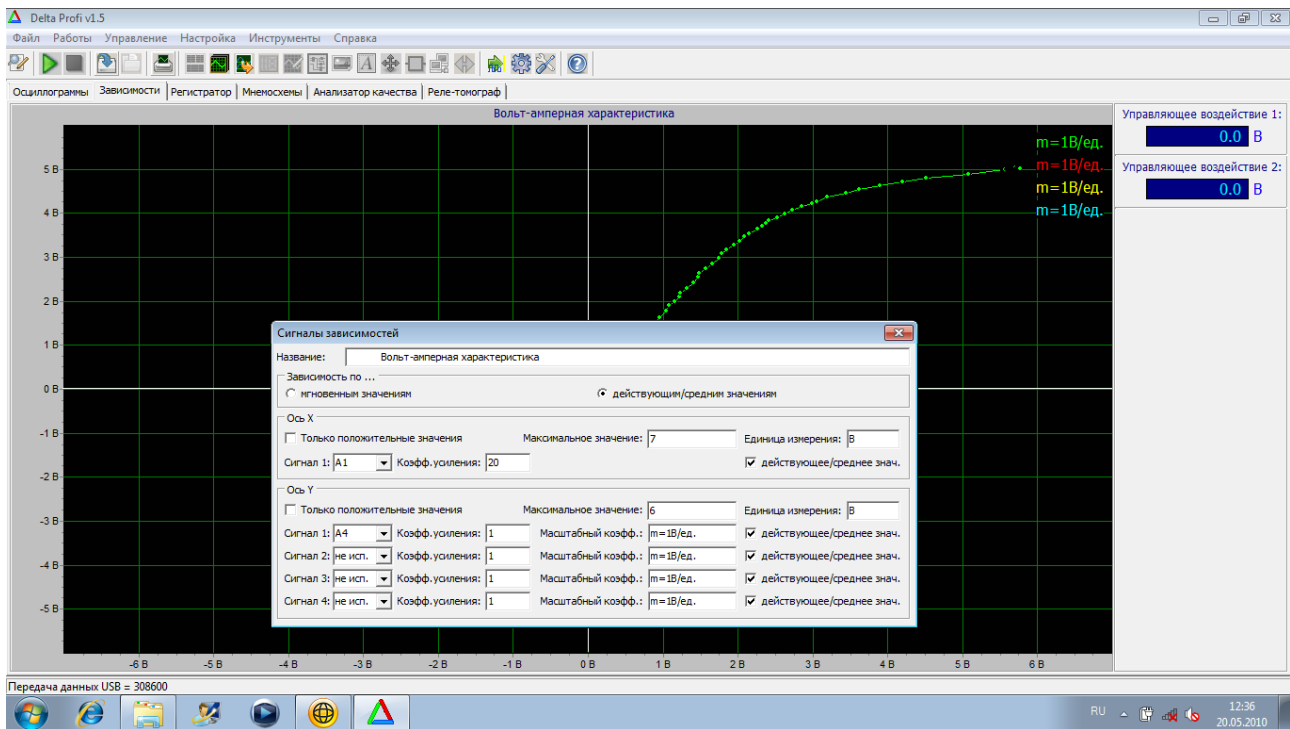 Delta Profi v1.5
Файл Работы Управление Настройка Инструменты Справка
Осциллограммы Зависимости Регистратор Мнемосхемы Анализатор качества Реле-тонограф
Вольт-амперная характеристика
Управляющее воздействие 1:
0.0 В
Управляющее воздействие 2:
0.0 В
m=1В/ед.
m=1В/ед.
m=1В/ед.
m=1В/ед.
5 В
4 В
3 В
2 В
1 В
0 В
-1 В
-2 В
-3 В
-4 В
-5 В
Сигналы зависимостей
Название: Вольт-амперная характеристика
Зависимость по ...
мгновенным значениям действующим/средним значениям
Ось X
Только положительные значения Максимальное значение: 7 Единица измерения: В
Сигнал 1: A1 Коэфф.усиления: 20 действующее/среднее знач.
Ось Y
Только положительные значения Максимальное значение: 6 Единица измерения: В
Сигнал 1: A4 Коэфф.усиления: 1 Масштабный коэфф.: m=1В/ед. действующее/среднее знач.
Сигнал 2: не исп. Коэфф.усиления: 1 Масштабный коэфф.: m=1В/ед. действующее/среднее знач.
Сигнал 3: не исп. Коэфф.усиления: 1 Масштабный коэфф.: m=1В/ед. действующее/среднее знач.
Сигнал 4: не исп. Коэфф.усиления: 1 Масштабный коэфф.: m=1В/ед. действующее/среднее знач.
-6 В -5 В -4 В -3 В -2 В -1 В 0 В 1 В 2 В 3 В 4 В 5 В 6 В
Передача данных USB = 308600
RU
12:36
20.05.2010